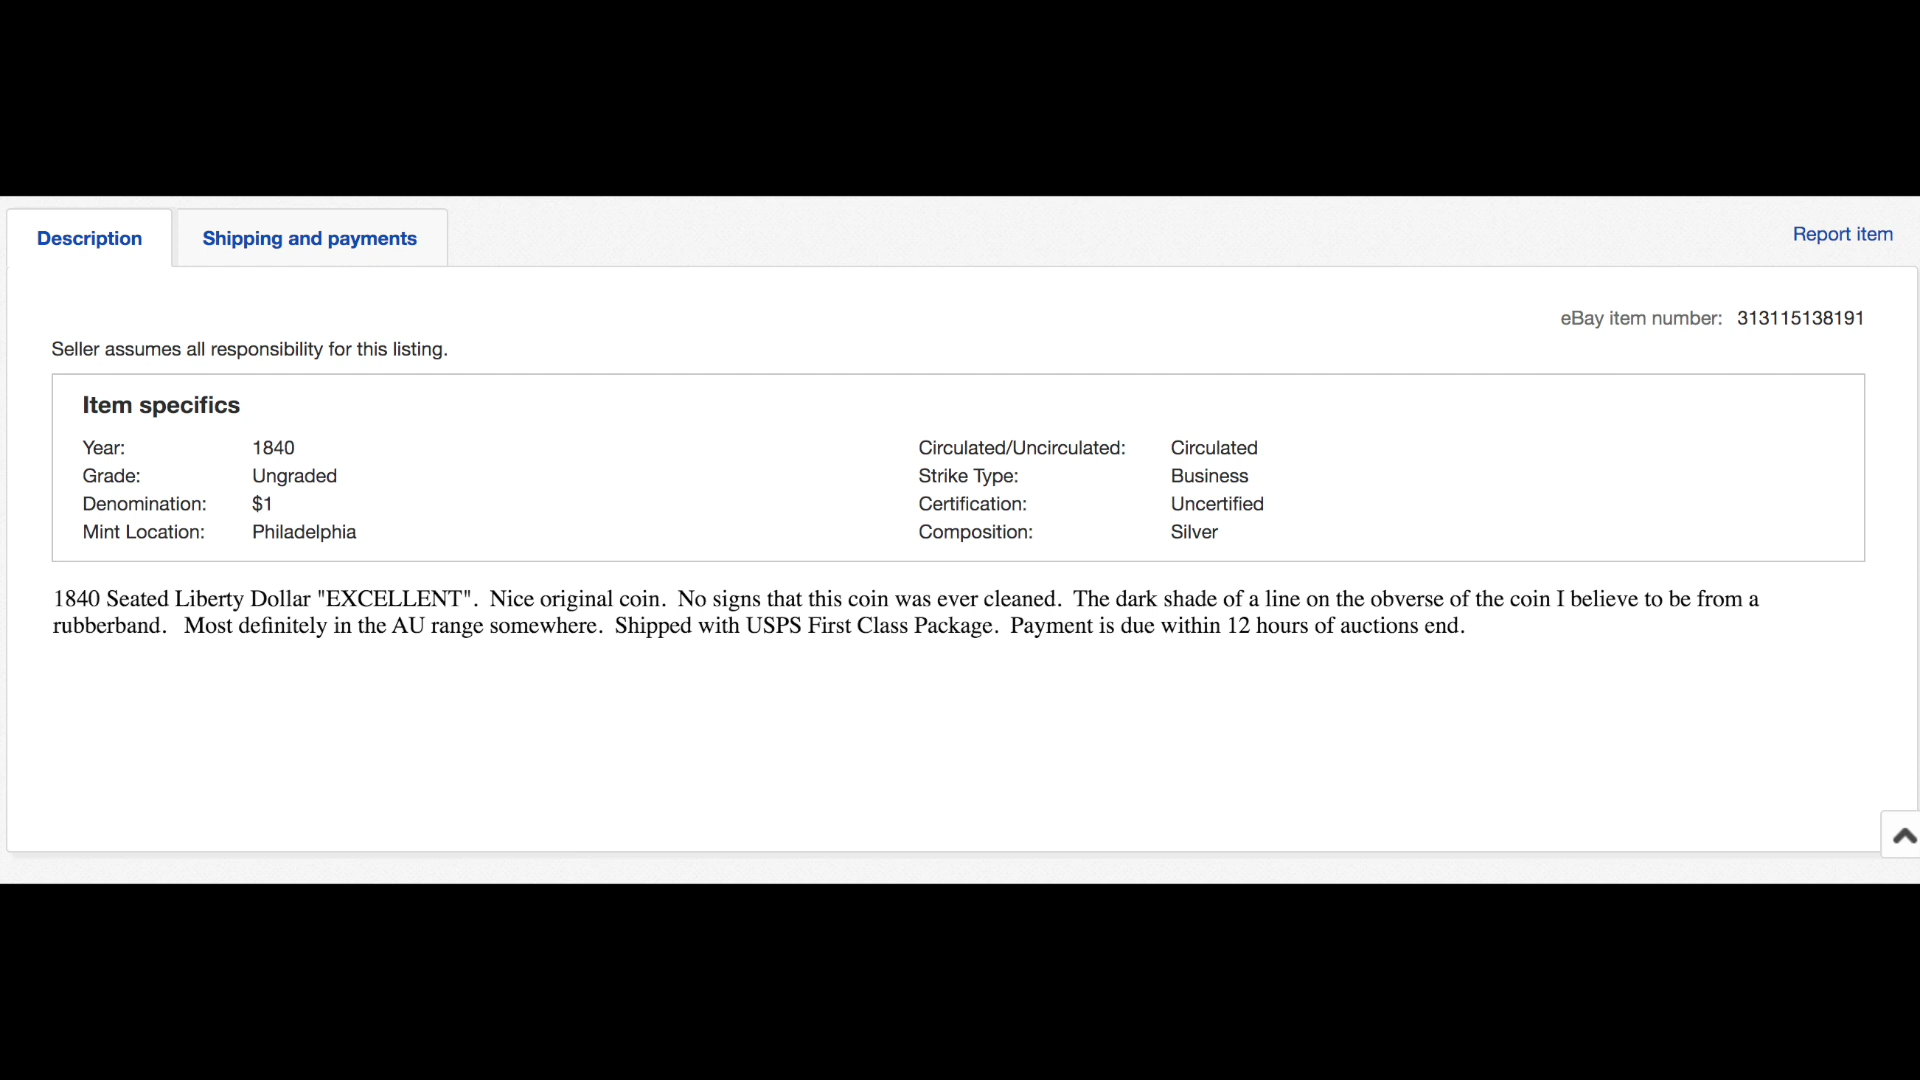 Description
Shipping and payments
Report item
eBay item number: 313115138191
Seller assumes all responsibility for this listing.
Item specifics
Year: 1840
Circulated/Uncirculated: Circulated
Grade: Ungraded
Strike Type: Business
Denomination: $1
Certification: Uncertified
Mint Location: Philadelphia
Composition: Silver
1840 Seated Liberty Dollar "EXCELLENT".  Nice original coin.  No signs that this coin was ever cleaned.  The dark shade of a line on the obverse of the coin I believe to be from a
rubberband.   Most definitely in the AU range somewhere.  Shipped with USPS First Class Package.  Payment is due within 12 hours of auctions end.